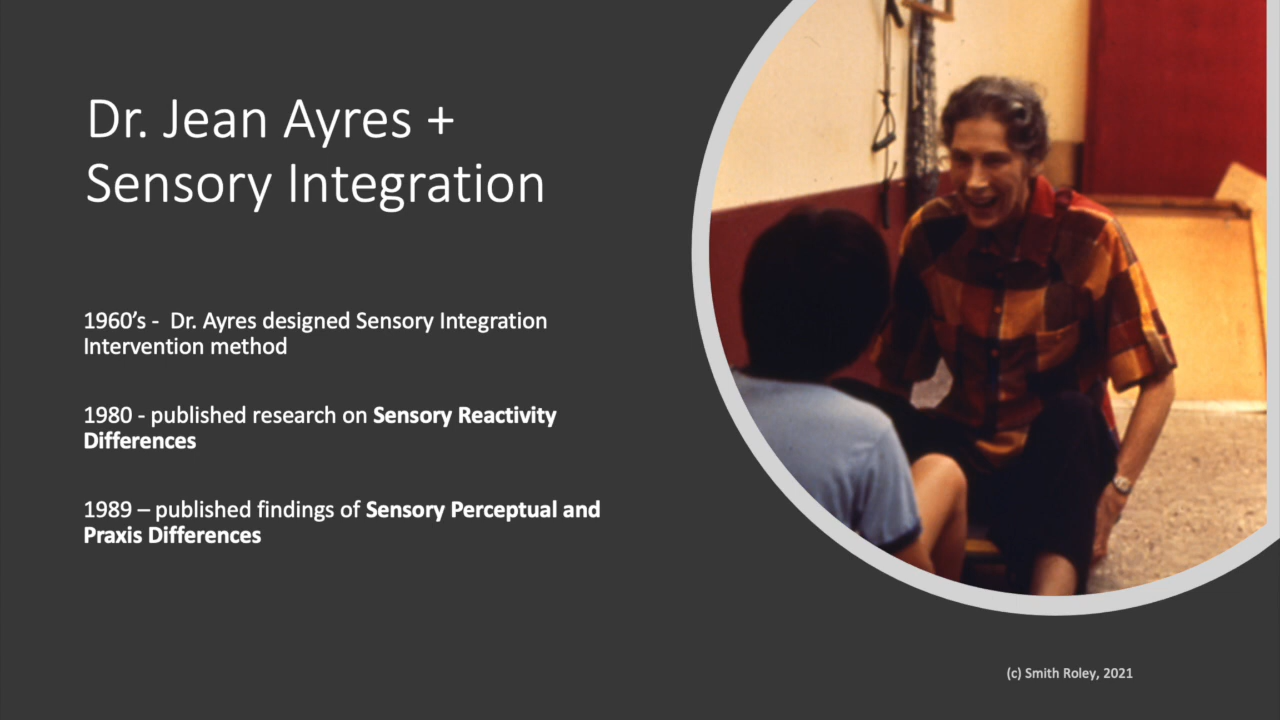 Dr. Jean Ayres +
Sensory Integration
1960’s -  Dr. Ayres designed Sensory Integration
Intervention method
1980 - published research on Sensory Reactivity
Differences
1989 – published findings of Sensory Perceptual and
Praxis Differences
(c) Smith Roley, 2021